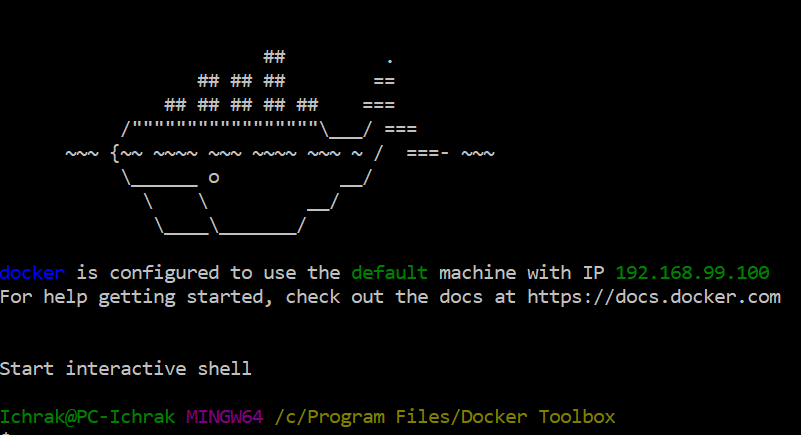 ##         .
                  ## ## ##        ==
               ## ## ## ## ##    ===
           /"""""""""""""""""\___/ ===
      ~~~ {~~ ~~~~ ~~~ ~~~~ ~~~ ~ /  ===- ~~~
           \______ o           __/
             \    \         __/
              \____\_______/
docker is configured to use the default machine with IP 192.168.99.100
For help getting started, check out the docs at https://docs.docker.com
Start interactive shell
Ichrak@PC-Ichrak MINGW64 /c/Program Files/Docker Toolbox